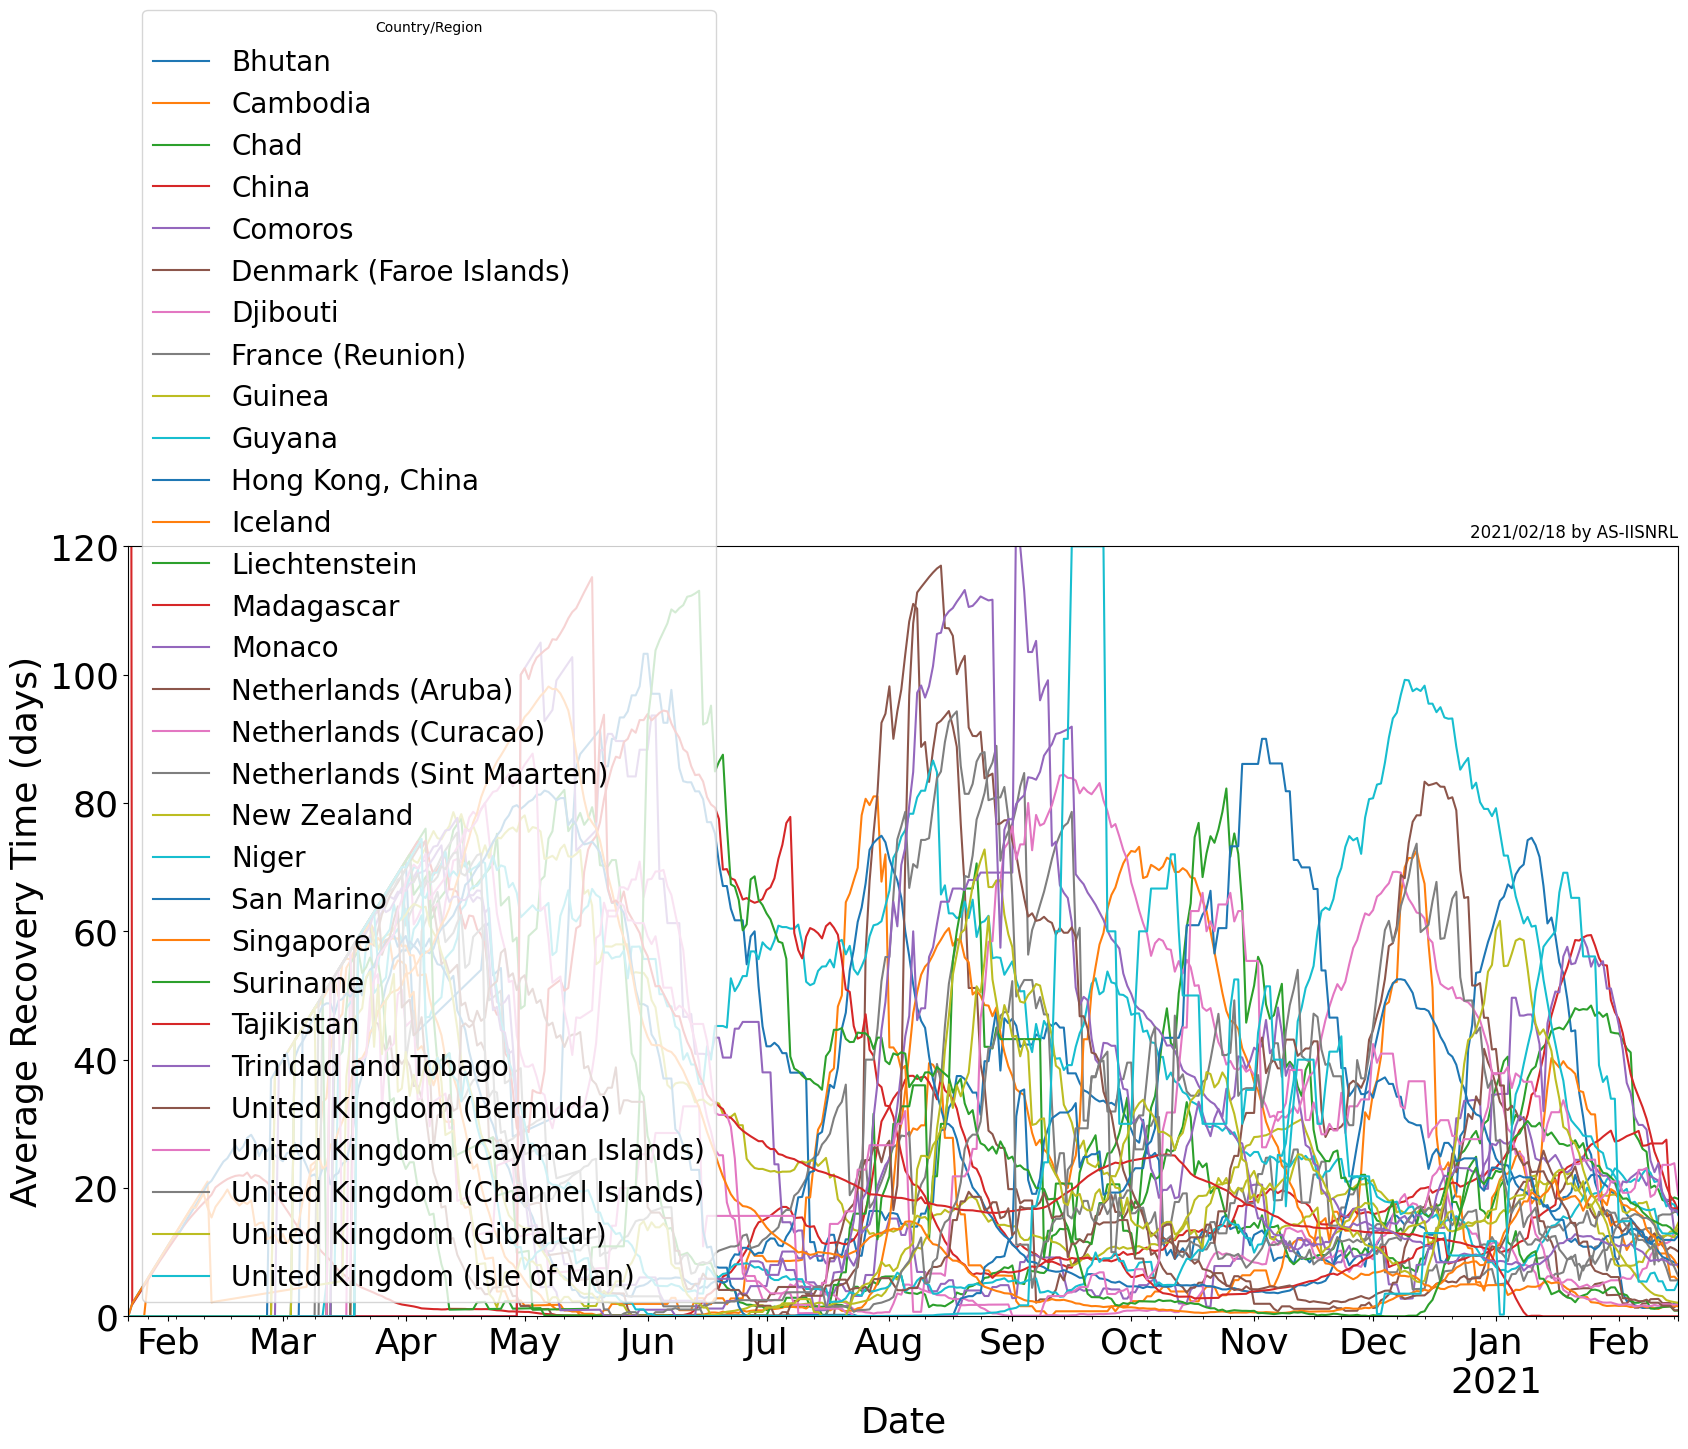 Country/Region
Bhutan
Cambodia
Chad
China
Comoros
Denmark (Faroe Islands)
Djibouti
France (Reunion)
Guinea
Guyana
Hong Kong, China
Iceland
Liechtenstein
Madagascar
Monaco
Netherlands (Aruba)
Netherlands (Curacao)
Netherlands (Sint Maarten)
New Zealand
Niger
San Marino
Singapore
Suriname
Tajikistan
Trinidad and Tobago
United Kingdom (Bermuda)
United Kingdom (Cayman Islands)
United Kingdom (Channel Islands)
United Kingdom (Gibraltar)
United Kingdom (Isle of Man)
2021/02/18 by AS-IISNRL
Average Recovery Time (days)
120
100
80
60
40
20
0
Feb Mar Apr May Jun Jul Aug Sep Oct Nov Dec Jan Feb
2021
Date